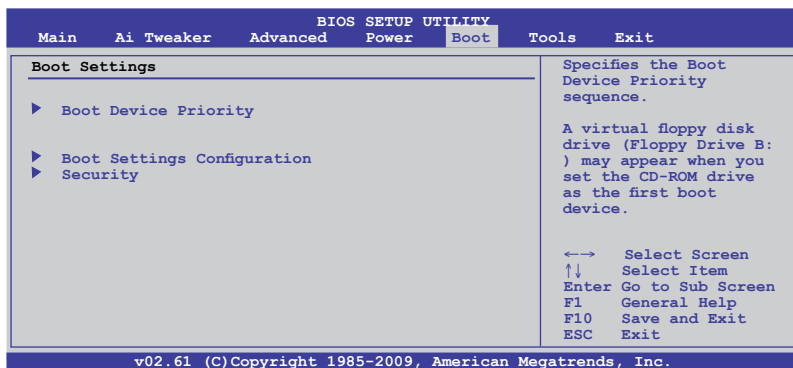 BIOS SETUP UTILITY
Main Ai Tweaker Advanced Power Boot Tools Exit
Boot Settings
Boot Device Priority
Boot Settings Configuration
Security
Specifies the Boot
Device Priority
sequence.
A virtual floppy disk
drive (Floppy Drive B:
) may appear when you
set the CD-ROM drive
as the first boot
device.
←→ Select Screen
↑↓ Select Item
Enter Go to Sub Screen
F1 General Help
F10 Save and Exit
ESC Exit
v02.61 (C)Copyright 1985-2009, American Megatrends, Inc.